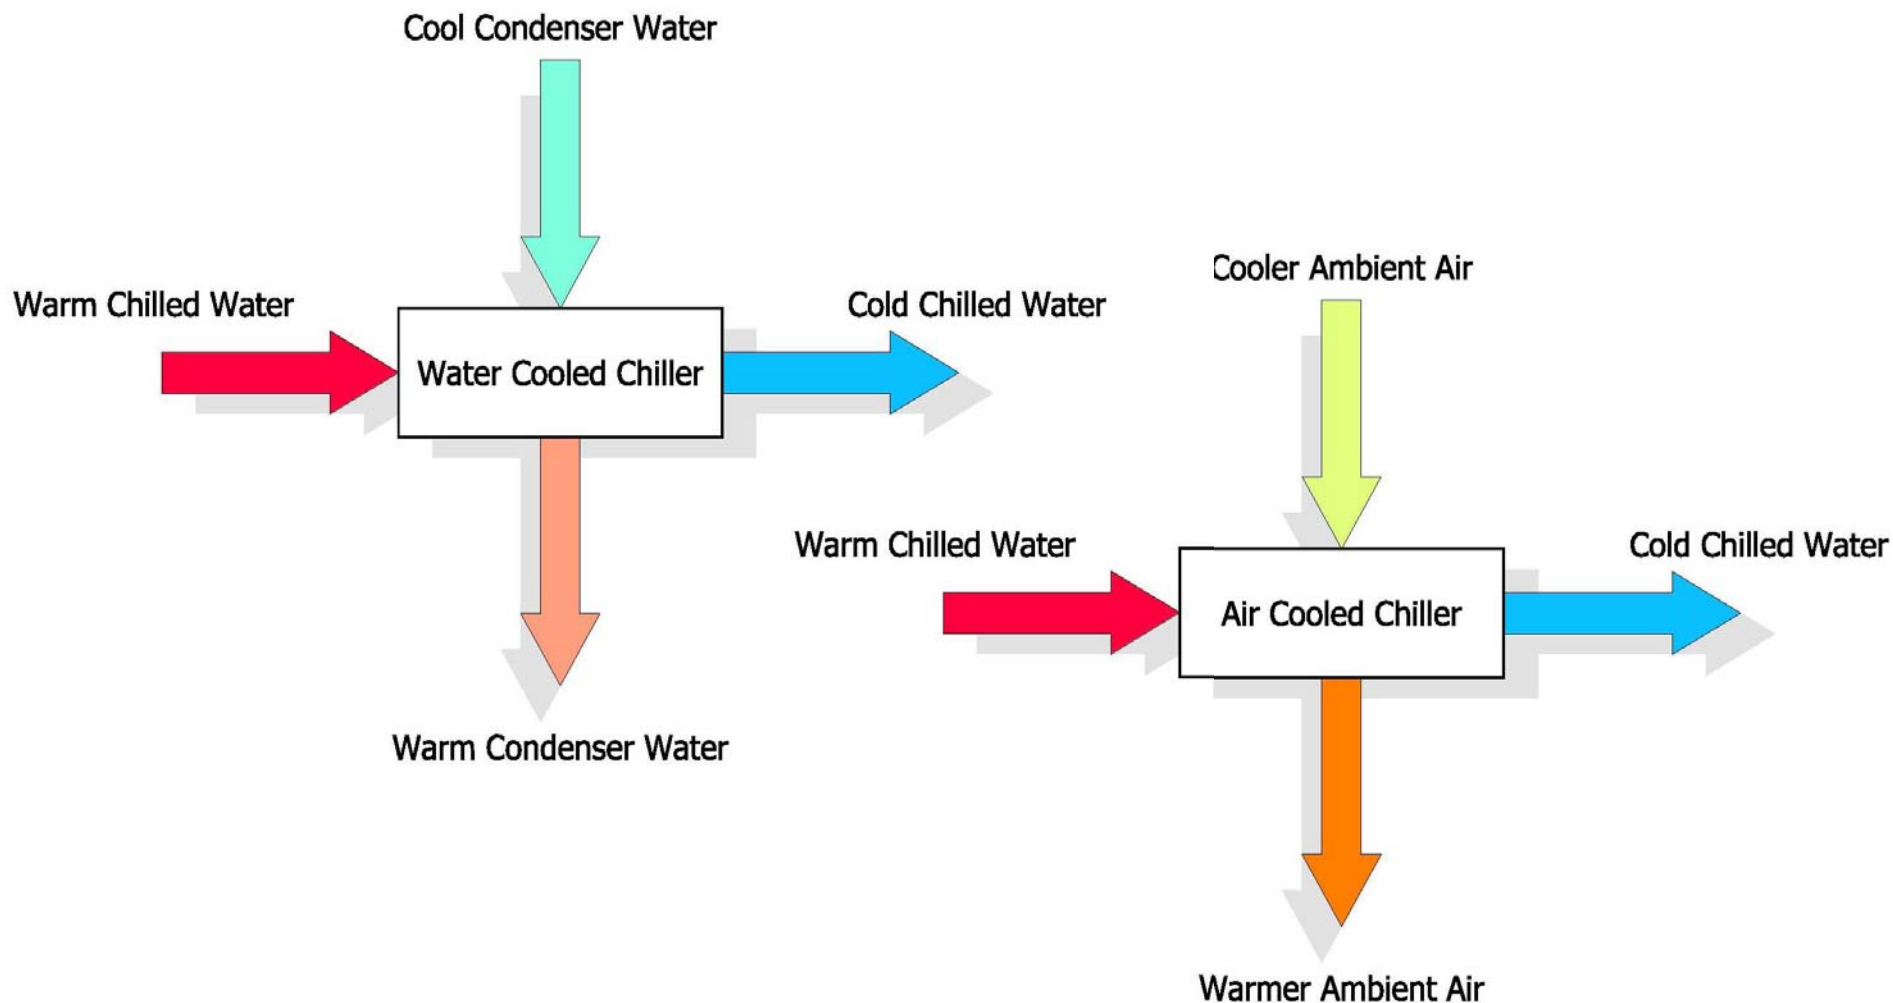 Cool Condenser Water
Warm Chilled Water
Cold Chilled Water
Water Cooled Chiller
Warm Condenser Water
Cooler Ambient Air
Warm Chilled Water
Cold Chilled Water
Air Cooled Chiller
Warmer Ambient Air